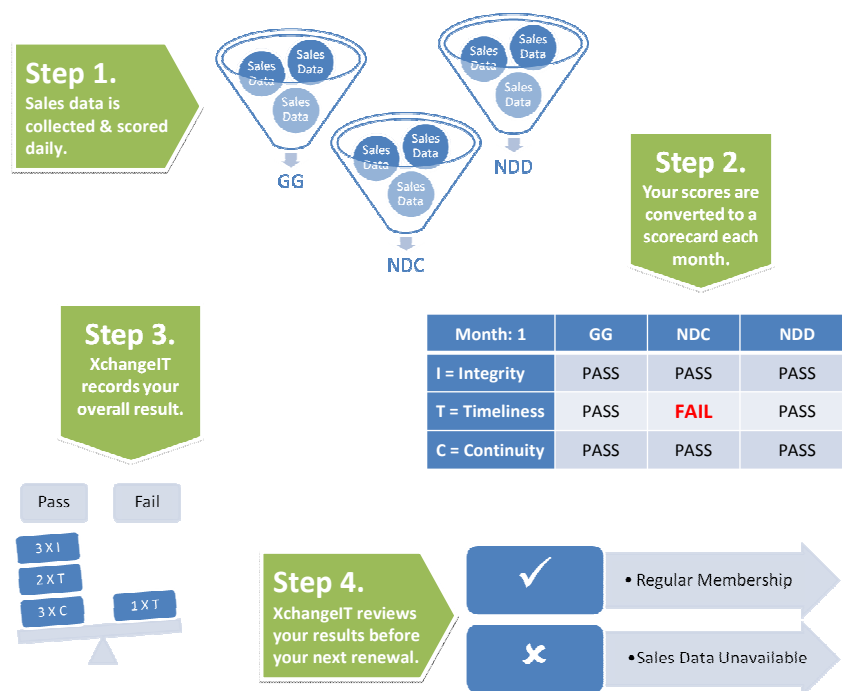 Step 1.
Sales data is
collected & scored
daily.
Sales
Data
Sales
Data
Sales
Data
GG
Sales
Data
Sales
Data
Sales
Data
NDC
Sales
Data
Sales
Data
Sales
Data
NDD
Step 2.
Your scores are
converted to a
scorecard each
month.
Month: 1 GG NDC NDD
I = Integrity PASS PASS PASS
T = Timeliness PASS FAIL PASS
C = Continuity PASS PASS PASS
Step 3.
XchangeIT
records your
overall result.
Pass Fail
3 X I
2 X T
3 X C 1 X T
Step 4.
XchangeIT reviews
your results before
your next renewal.
• Regular Membership
• Sales Data Unavailable